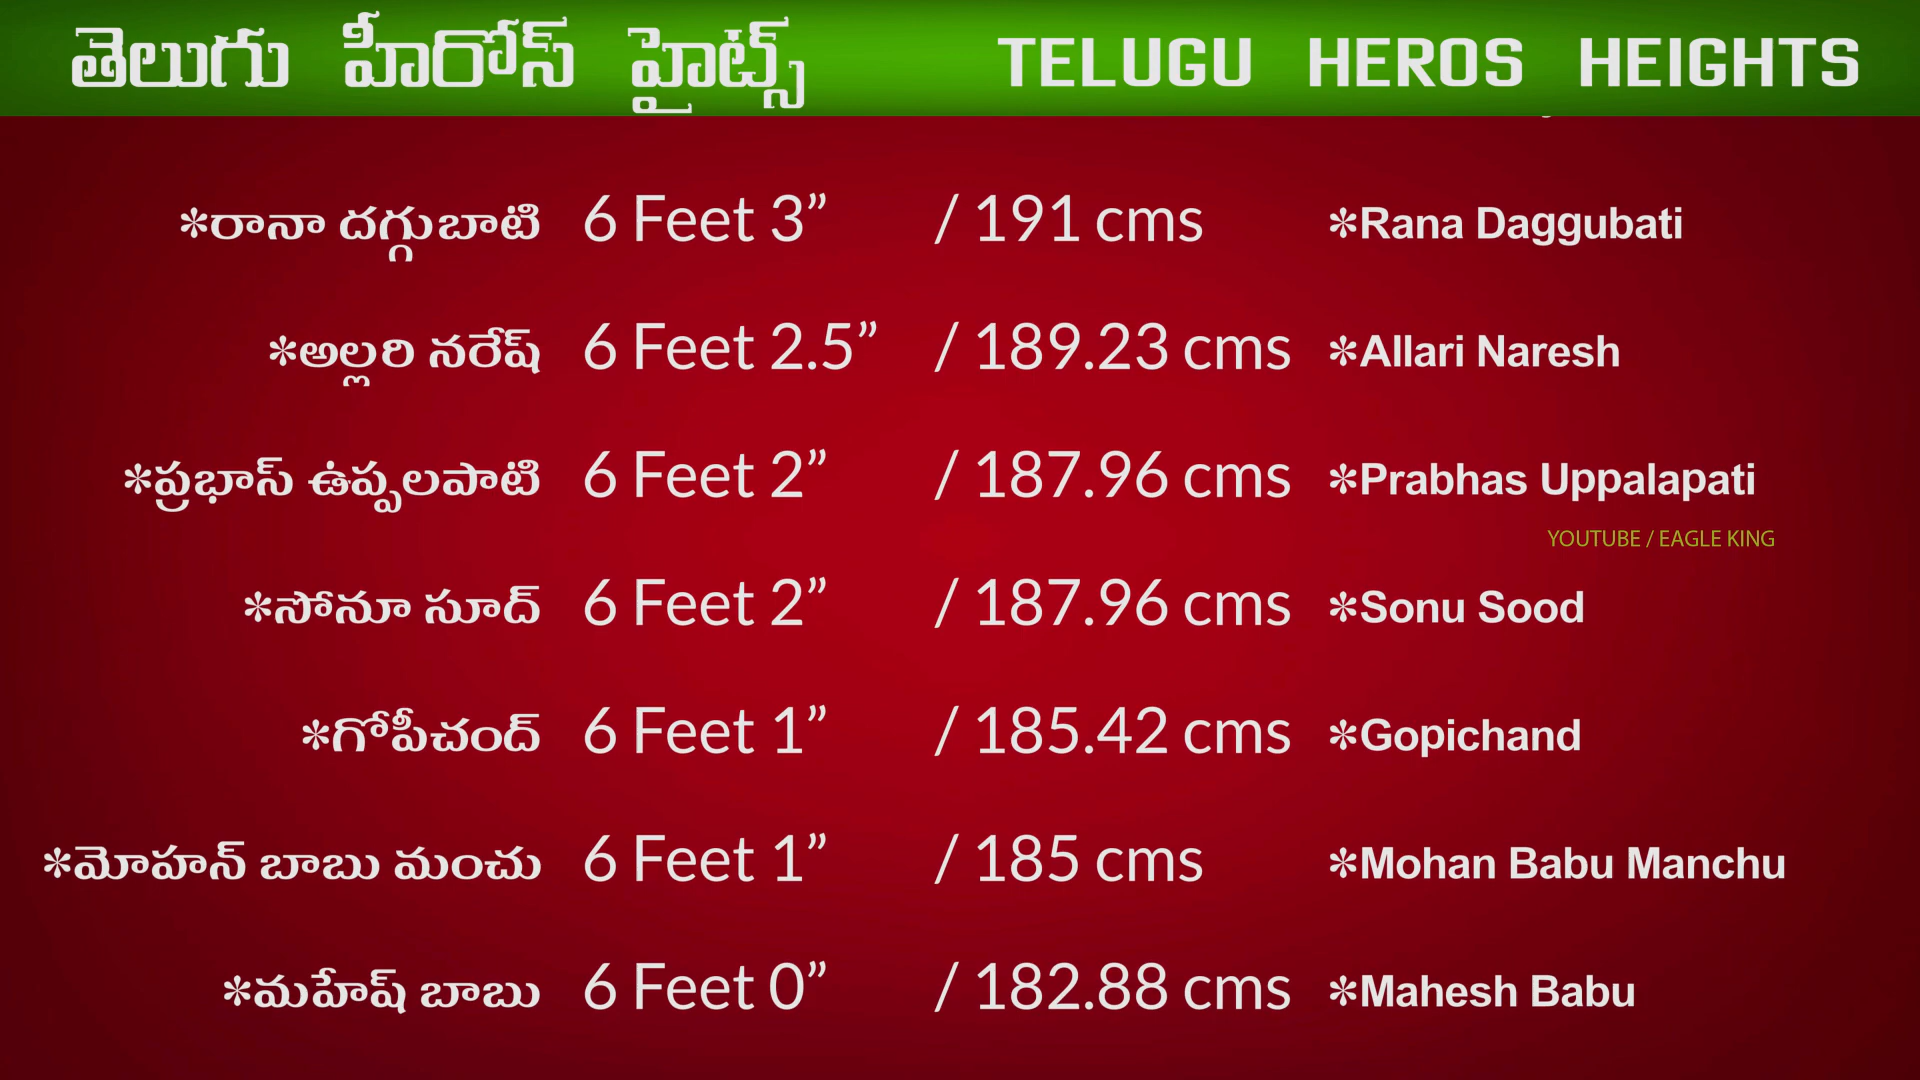 తెలుగు హీరోస్ హైట్స్ TELUGU HEROS HEIGHTS
*రానా దగ్గుబాటి 6 Feet 3” / 191 cms *Rana Daggubati
*అల్లరి నరేష్ 6 Feet 2.5” / 189.23 cms *Allari Naresh
*ప్రభాస్ ఉప్పలపాటి 6 Feet 2” / 187.96 cms *Prabhas Uppalapati
YOUTUBE / EAGLE KING
*సోనూ సూద్ 6 Feet 2” / 187.96 cms *Sonu Sood
*గోపీచంద్ 6 Feet 1” / 185.42 cms *Gopichand
*మోహన్ బాబు మంచు 6 Feet 1” / 185 cms *Mohan Babu Manchu
*మహేష్ బాబు 6 Feet 0” / 182.88 cms *Mahesh Babu